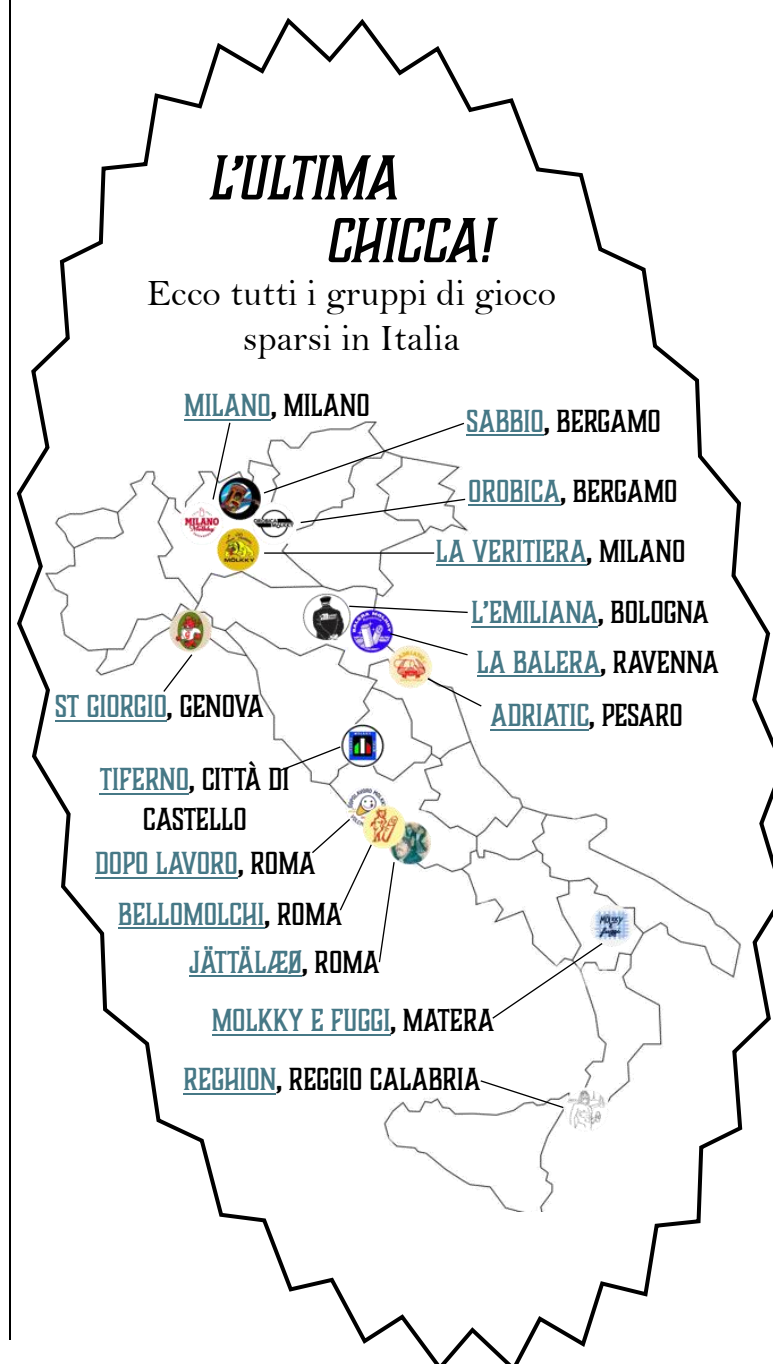 L'ULTIMA
CHICCA!
Ecco tutti i gruppi di gioco
sparsi in Italia
MILANO, MILANO
SABBIO, BERGAMO
OROBICA, BERGAMO
MILANO
LA VERITIERA, MILANO
MOLKKY
L'EMILIANA, BOLOGNA
LA BALERA, RAVENNA
ST GIORGIO, GENOVA
ADRIATIC, PESARO
TIFERNO, CITTÀ DI
CASTELLO
DOPO LAVORO, ROMA
BELLOMOLCHI, ROMA
JÄTTÄLÆØ, ROMA
MOLKKY E FUGGI, MATERA
REGHION, REGGIO CALABRIA